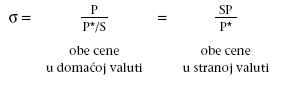 σ = P / P*/S = SP / P*
obe cene obe cene
u domaćoj valuti u stranoj valuti